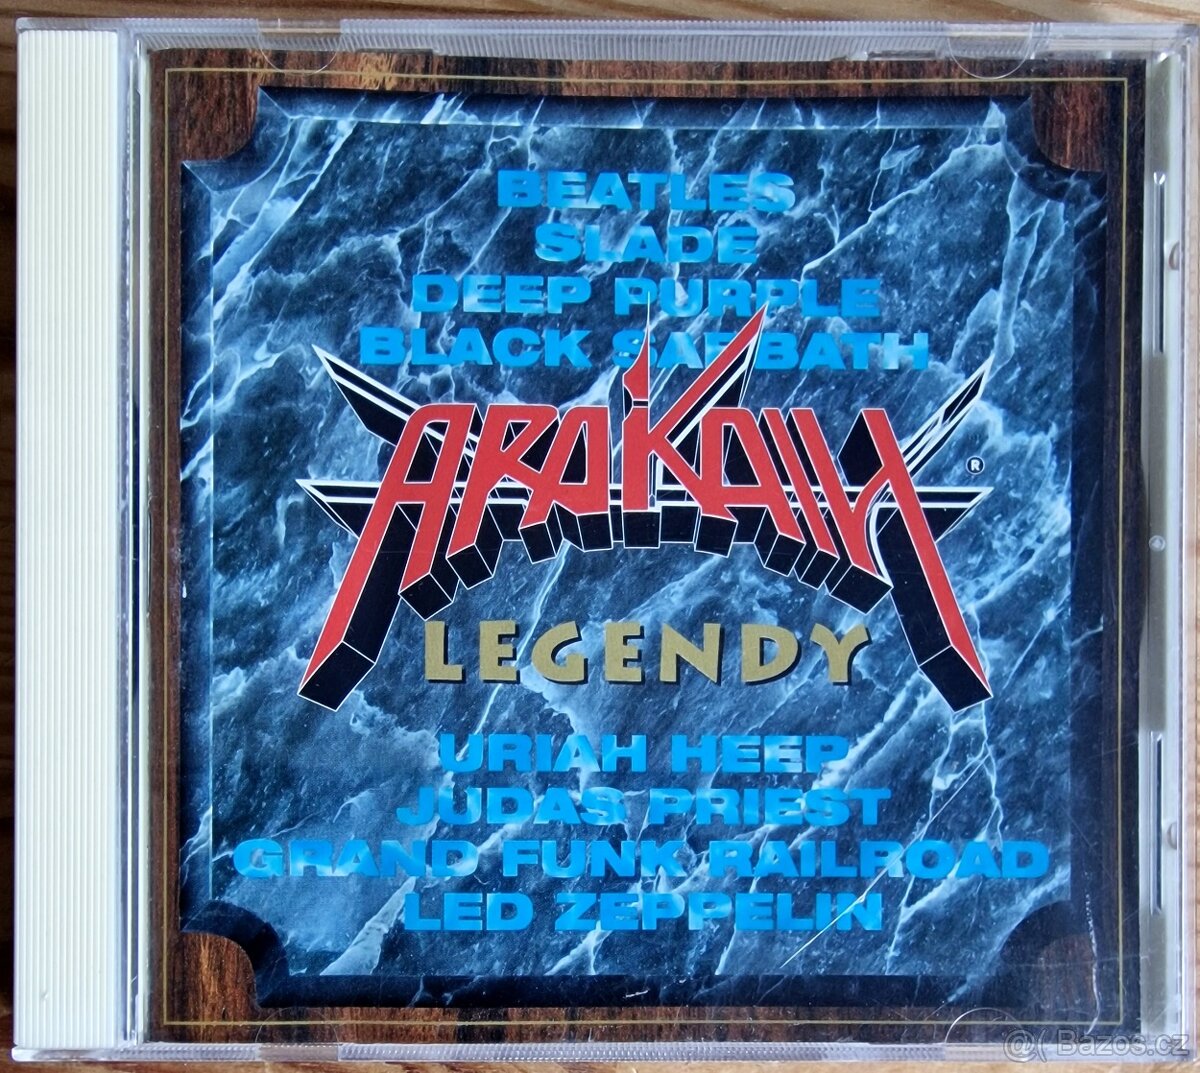 BEATLES
SLADE
DEEP PURPLE
BLACK SABBATH
ARAKAIN
®
LEGENDY
URIAH HEEP
JUDAS PRIEST
GRAND FUNK RAILROAD
LED ZEPPELIN
@( Bazos.cz